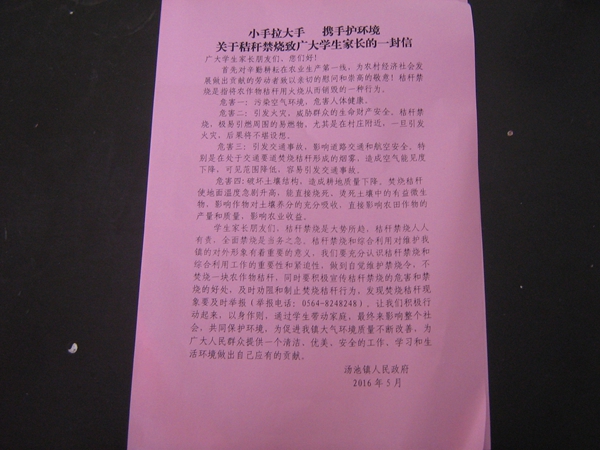 小手拉大手 携手护环境
关于秸秆禁烧致广大学生家长的一封信
广大学生家长朋友们，您们好！
首先对辛勤耕耘在农业生产第一线，为农村经济社会发
展做出贡献的劳动者致以亲切的慰问和崇高的敬意！秸秆禁
烧是指将农作物秸秆用火烧从而销毁的一种行为。
危害一：污染空气环境，危害人体健康。
危害二：引发火灾，威胁群众的生命财产安全。秸秆禁
烧，极易引燃周围的易燃物，尤其是在村庄附近，一旦引发
火灾，后果将不堪设想。
危害三：引发交通事故，影响道路交通和航空安全。特
别是在处于交通要道焚烧秸秆形成的烟雾，造成空气能见度
下降，可见范围降低，容易引发交通事故。
危害四：破坏土壤结构，造成耕地质量下降。焚烧秸秆
使地面温度急剧升高，能直接烧死、烫死土壤中的有益微生
物，影响作物对土壤养分的充分吸收，直接影响农田作物的
产量和质量，影响农业收益。
学生家长朋友们，秸秆禁烧是大势所趋，秸秆禁烧人人
有责，全面禁烧是当务之急。秸秆禁烧和综合利用对维护我
镇的对外形象有着重要的意义，我们要充分认识秸秆禁烧和
综合利用工作的重要性和紧迫性，做到自觉维护禁烧令，不
焚烧一块农作物秸秆，同时要积极宣传秸秆禁烧的危害和禁
烧的好处，及时劝阻和制止焚烧秸秆行为，发现焚烧秸秆现
象要及时举报（举报电话：0564-8248248）。让我们积极行
动起来，以身作则，通过学生带动家庭，最终来影响整个社
会，共同保护环境，为促进我镇大气环境质量不断改善，为
广大人民群众提供一个清洁，优美、安全的工作、学习和生
活环境做出自己应有的贡献。
汤池镇人民政府
2016年5月